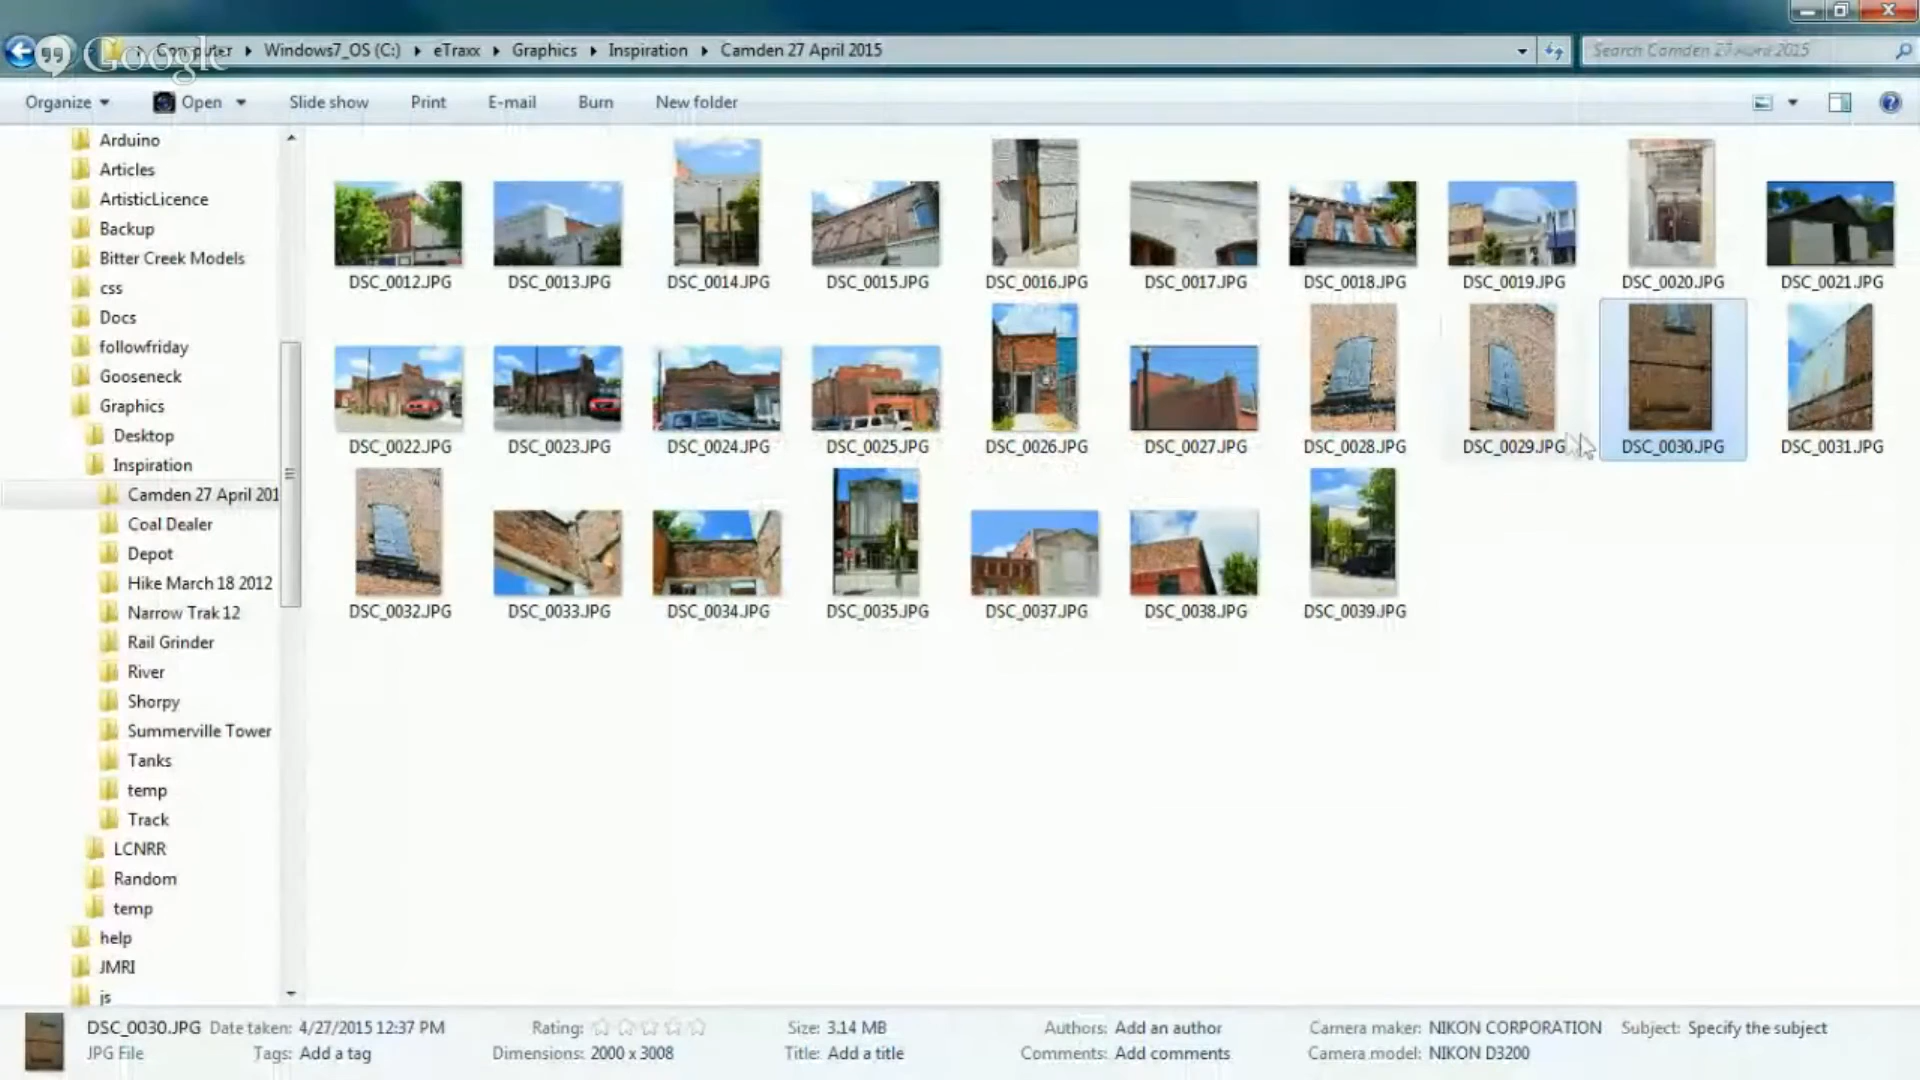 Google
Computer Windows7_OS (C:) eTraxx Graphics Inspiration Camden 27 April 2015
Search Camden 27 April 2015
Organize Open Slide show Print E-mail Burn New folder
Arduino
Articles
ArtisticLicence
Backup
Bitter Creek Models
css
Docs
followfriday
Gooseneck
Graphics
Desktop
Inspiration
Camden 27 April 201
Coal Dealer
Depot
Hike March 18 2012
Narrow Trak 12
Rail Grinder
River
Shorpy
Summerville Tower
Tanks
temp
Track
LCNRR
Random
temp
help
JMRI
js
DSC_0012.JPG DSC_0013.JPG DSC_0014.JPG DSC_0015.JPG DSC_0016.JPG DSC_0017.JPG DSC_0018.JPG DSC_0019.JPG DSC_0020.JPG DSC_0021.JPG
DSC_0022.JPG DSC_0023.JPG DSC_0024.JPG DSC_0025.JPG DSC_0026.JPG DSC_0027.JPG DSC_0028.JPG DSC_0029.JPG DSC_0030.JPG DSC_0031.JPG
DSC_0032.JPG DSC_0033.JPG DSC_0034.JPG DSC_0035.JPG DSC_0037.JPG DSC_0038.JPG DSC_0039.JPG
DSC_0030.JPG Date taken: 4/27/2015 12:37 PM Rating: Size: 3.14 MB Authors: Add an author Camera maker: NIKON CORPORATION Subject: Specify the subject
JPG File Tags: Add a tag Dimensions: 2000 x 3008 Title: Add a title Comments: Add comments Camera model: NIKON D3200